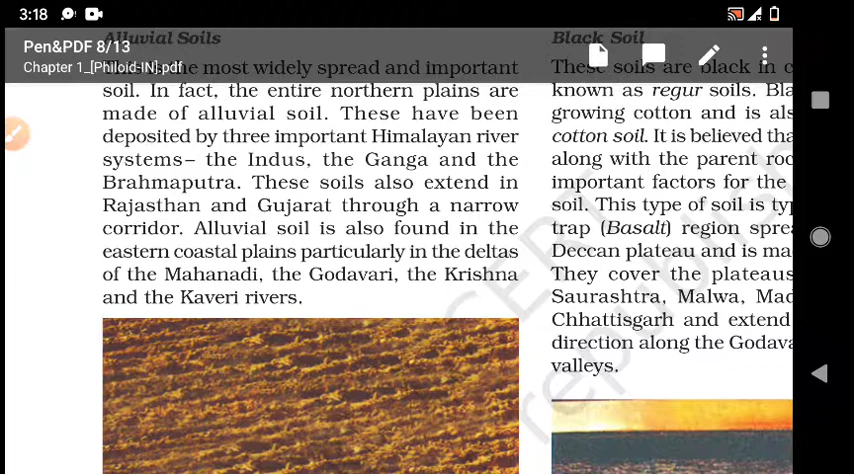 3:18
Pen&PDF 8/13
Chapter 1_[Philoid-IN].pdf
Alluvial Soils
is the most widely spread and important
soil. In fact, the entire northern plains are
made of alluvial soil. These have been
deposited by three important Himalayan river
systems– the Indus, the Ganga and the
Brahmaputra. These soils also extend in
Rajasthan and Gujarat through a narrow
corridor. Alluvial soil is also found in the
eastern coastal plains particularly in the deltas
of the Mahanadi, the Godavari, the Krishna
and the Kaveri rivers.
Black Soil
These soils are black in c
known as regur soils. Bla
growing cotton and is als
cotton soil. It is believed tha
along with the parent roc
important factors for the
soil. This type of soil is typ
trap (Basalt) region sprea
Deccan plateau and is ma
They cover the plateaus
Saurashtra, Malwa, Mad
Chhattisgarh and extend
direction along the Godava
valleys.
republish